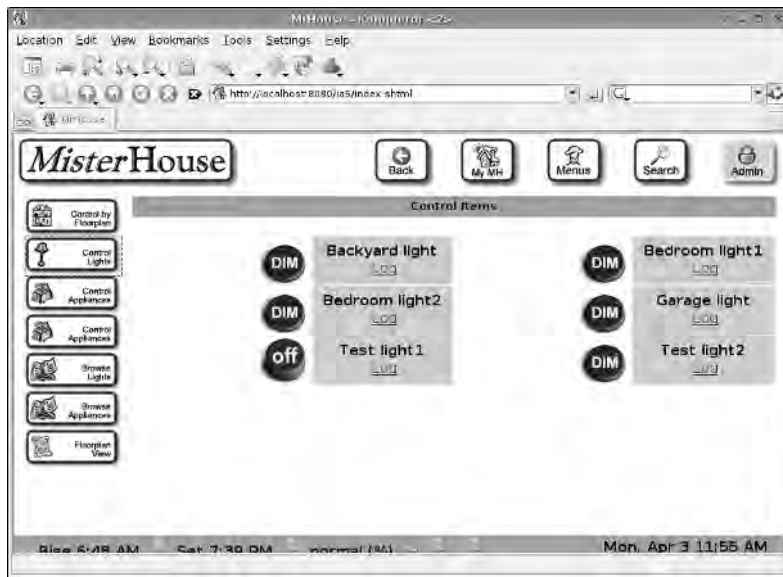 MrHouse - Konqueror <2>
Location Edit View Bookmarks Tools Settings Help
http://localhost:8080/ia5/index.shtml
MrHouse
MisterHouse
Back
My MH
Menus
Search
Admin
Control Items
Control by
Floorplan
Control
Lights
Control
Appliances
Control
Appliances
Browse
Lights
Browse
Appliances
Floorplan
View
DIM
Backyard light
Log
DIM
Bedroom light1
Log
DIM
Bedroom light2
Log
DIM
Garage light
Log
off
Test light1
Log
DIM
Test light2
Log
Rise 6:48 AM Set 7:39 PM normal Mon, Apr 3 11:55 AM